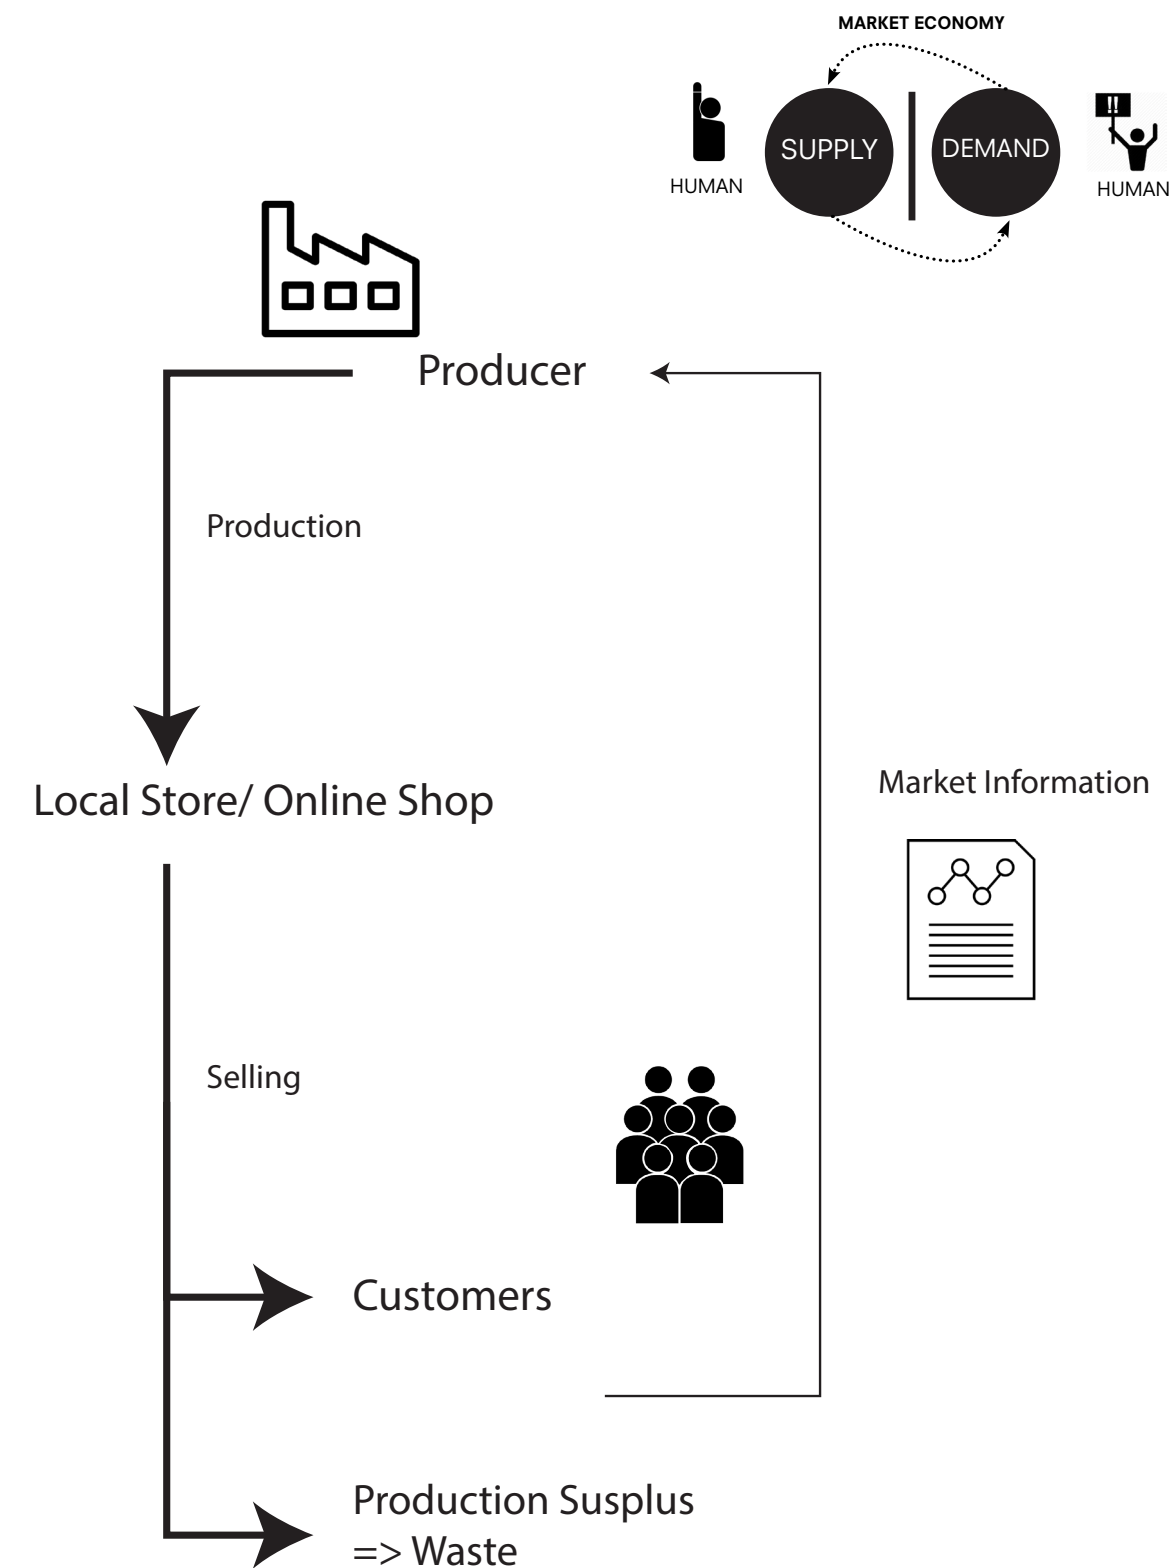 MARKET ECONOMY
SUPPLY
DEMAND
!!
HUMAN
HUMAN
Producer
Production
Market Information
Local Store/ Online Shop
Selling
Customers
Production Susplus
=> Waste